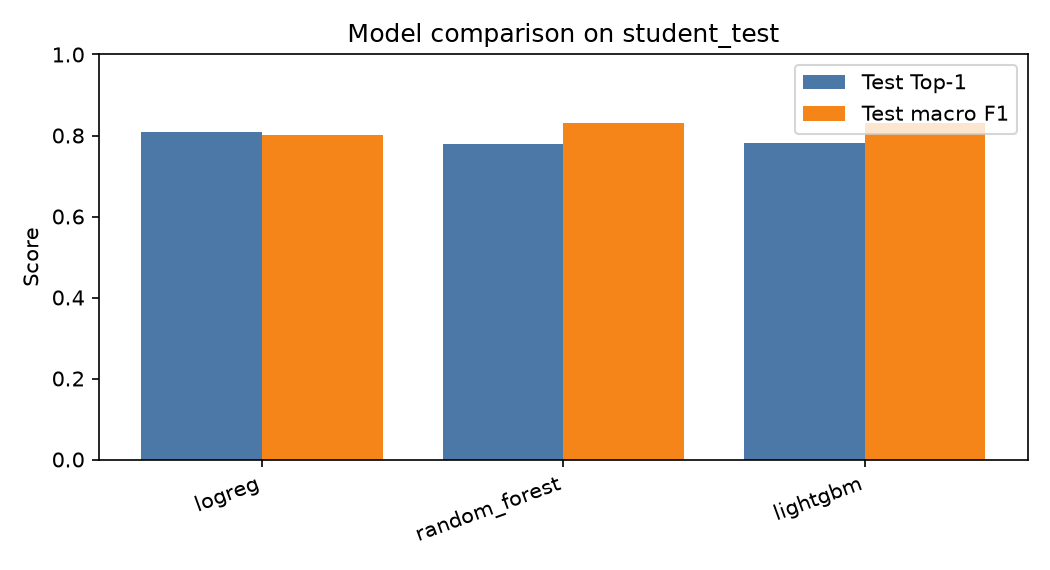 Model comparison on student_test
Test Top-1
Test macro F1
Score
1.0
0.8
0.6
0.4
0.2
0.0
logreg
random_forest
lightgbm